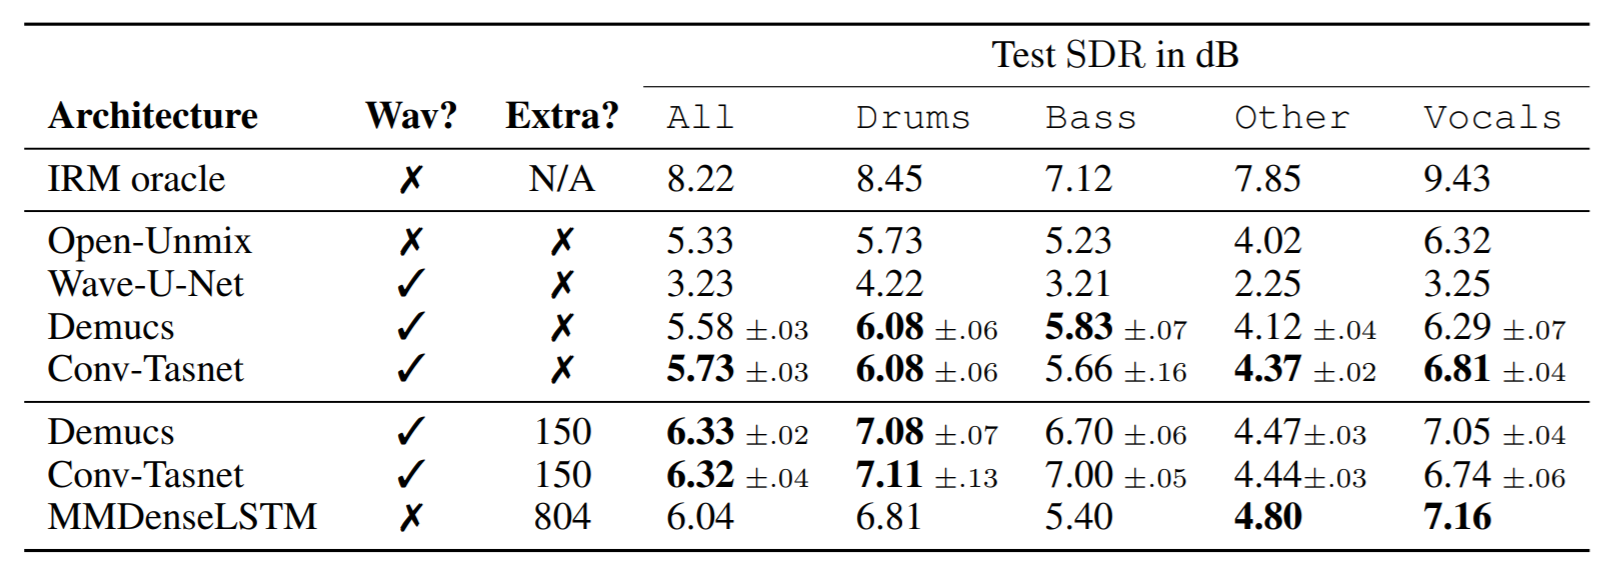 Test SDR in dB
Architecture Wav? Extra? All Drums Bass Other Vocals
IRM oracle ✗ N/A 8.22 8.45 7.12 7.85 9.43
Open-Unmix ✗ ✗ 5.33 5.73 5.23 4.02 6.32
Wave-U-Net ✓ ✗ 3.23 4.22 3.21 2.25 3.25
Demucs ✓ ✗ 5.58 ±.03 6.08 ±.06 5.83 ±.07 4.12 ±.04 6.29 ±.07
Conv-Tasnet ✓ ✗ 5.73 ±.03 6.08 ±.06 5.66 ±.16 4.37 ±.02 6.81 ±.04
Demucs ✓ 150 6.33 ±.02 7.08 ±.07 6.70 ±.06 4.47±.03 7.05 ±.04
Conv-Tasnet ✓ 150 6.32 ±.04 7.11 ±.13 7.00 ±.05 4.44±.03 6.74 ±.06
MMDenseLSTM ✗ 804 6.04 6.81 5.40 4.80 7.16